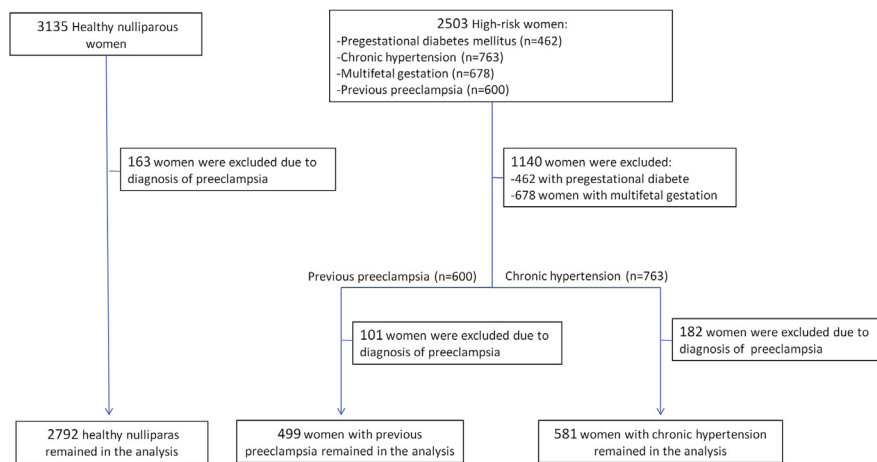 3135 Healthy nulliparous
women
2503 High-risk women:
-Pregestational diabetes mellitus (n=462)
-Chronic hypertension (n=763)
-Multifetal gestation (n=678)
-Previous preeclampsia (n=600)
163 women were excluded due to
diagnosis of preeclampsia
1140 women were excluded:
-462 with pregestational diabete
-678 women with multifetal gestation
Previous preeclampsia (n=600)
Chronic hypertension (n=763)
101 women were excluded due to
diagnosis of preeclampsia
182 women were excluded due to
diagnosis of preeclampsia
2792 healthy nulliparas
remained in the analysis
499 women with previous
preeclampsia remained in the analysis
581 women with chronic hypertension
remained in the analysis